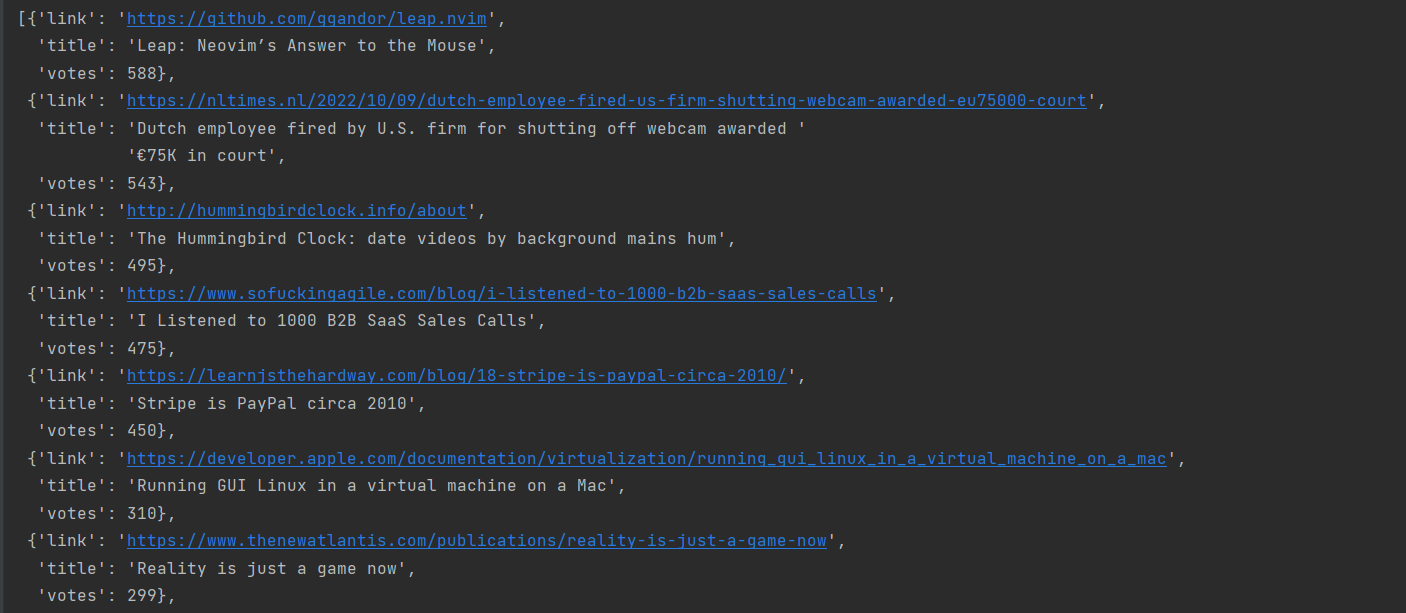 [{'link': 'https://github.com/ggandor/leap.nvim',
'title': 'Leap: Neovim’s Answer to the Mouse',
'votes': 588},
{'link': 'https://nltimes.nl/2022/10/09/dutch-employee-fired-us-firm-shutting-webcam-awarded-eu75000-court',
'title': 'Dutch employee fired by U.S. firm for shutting off webcam awarded '
'€75K in court',
'votes': 543},
{'link': 'http://hummingbirdclock.info/about',
'title': 'The Hummingbird Clock: date videos by background mains hum',
'votes': 495},
{'link': 'https://www.sofuckingagile.com/blog/i-listened-to-1000-b2b-saas-sales-calls',
'title': 'I Listened to 1000 B2B SaaS Sales Calls',
'votes': 475},
{'link': 'https://learnjsthehardway.com/blog/18-stripe-is-paypal-circa-2010/',
'title': 'Stripe is PayPal circa 2010',
'votes': 450},
{'link': 'https://developer.apple.com/documentation/virtualization/running_gui_linux_in_a_virtual_machine_on_a_mac',
'title': 'Running GUI Linux in a virtual machine on a Mac',
'votes': 310},
{'link': 'https://www.thenewatlantis.com/publications/reality-is-just-a-game-now',
'title': 'Reality is just a game now',
'votes': 299},